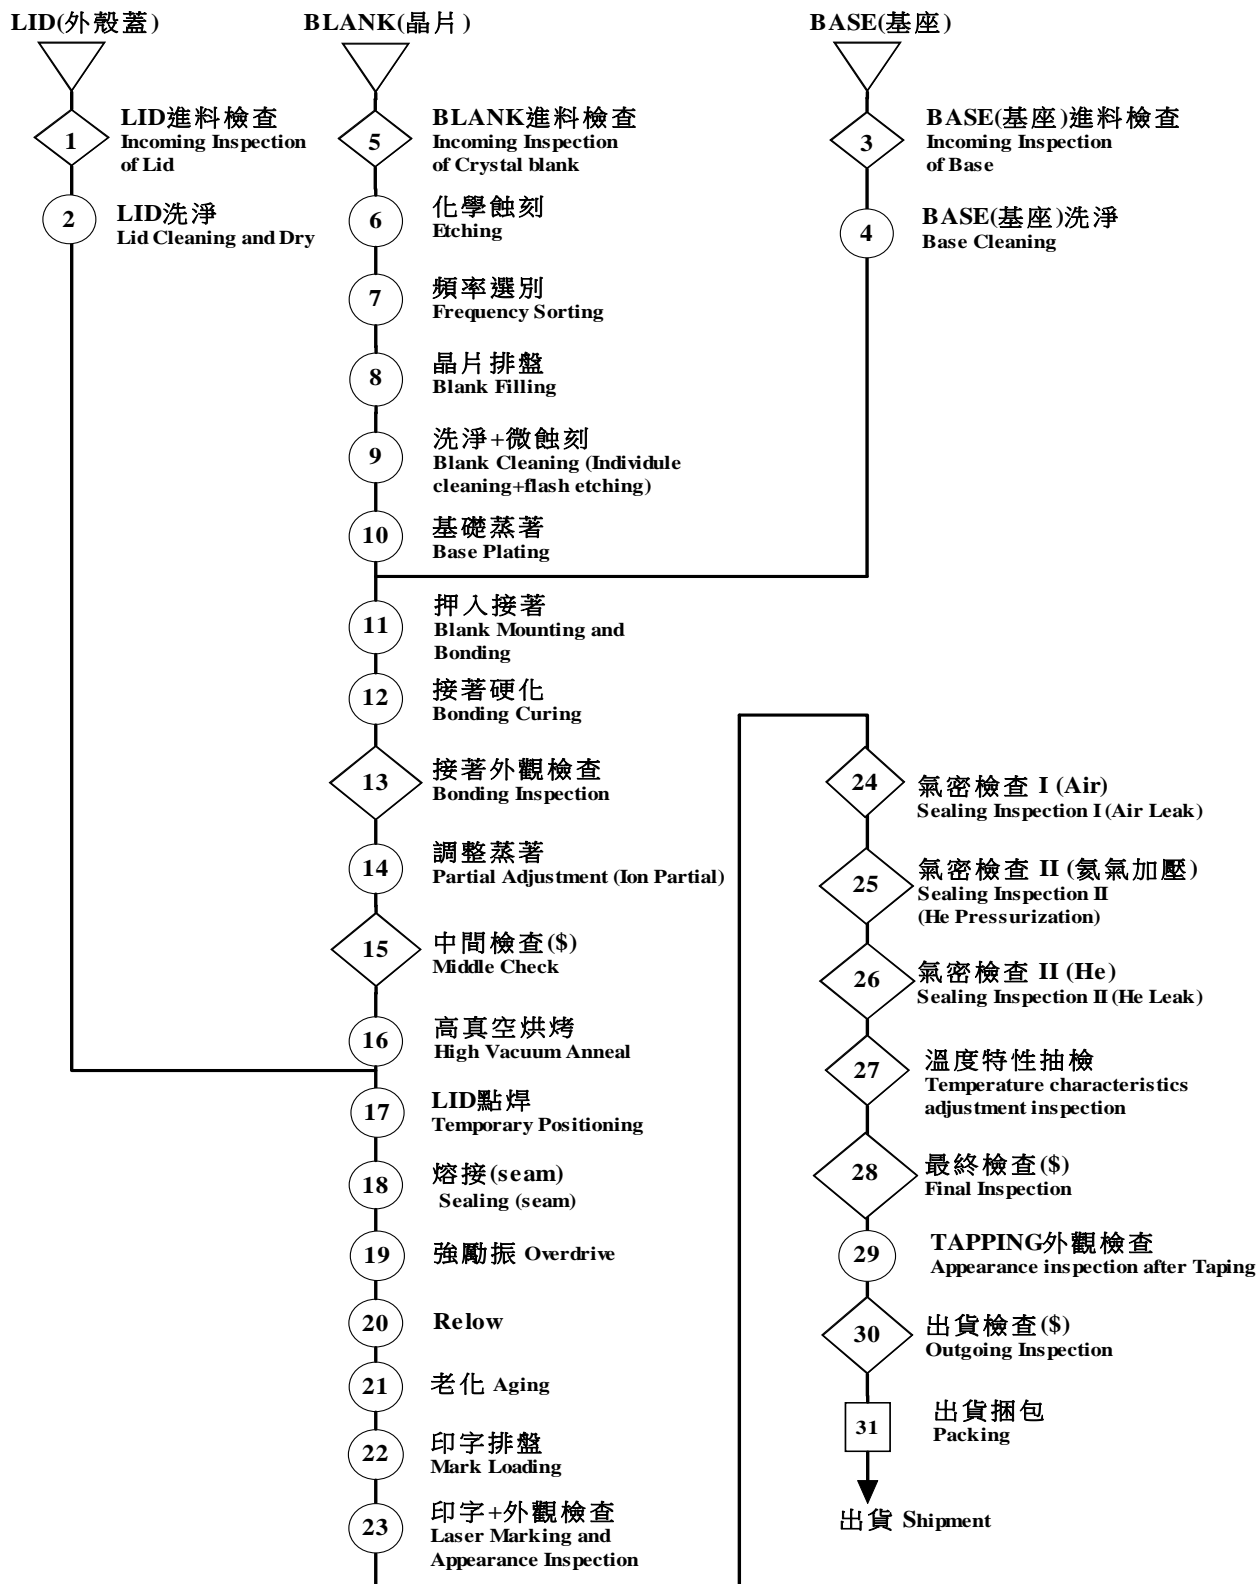 LID(外殼蓋)
1
LID進料檢查
Incoming Inspection
of Lid
2
LID洗淨
Lid Cleaning and Dry
BLANK(晶片)
5
BLANK進料檢查
Incoming Inspection
of Crystal blank
6
化學蝕刻
Etching
7
頻率選別
Frequency Sorting
8
晶片排盤
Blank Filling
9
洗淨+微蝕刻
Blank Cleaning (Individule
cleaning+flash etching)
10
基礎蒸著
Base Plating
BASE(基座)
3
BASE(基座)進料檢查
Incoming Inspection
of Base
4
BASE(基座)洗淨
Base Cleaning
11
押入接著
Blank Mounting and
Bonding
12
接著硬化
Bonding Curing
13
接著外觀檢查
Bonding Inspection
14
調整蒸著
Partial Adjustment (Ion Partial)
15
中間檢查($)
Middle Check
16
高真空烘烤
High Vacuum Anneal
17
LID點焊
Temporary Positioning
18
熔接(seam)
Sealing (seam)
19
強勵振 Overdrive
20
Relow
21
老化 Aging
22
印字排盤
Mark Loading
23
印字+外觀檢查
Laser Marking and
Appearance Inspection
24
氣密檢查 I (Air)
Sealing Inspection I (Air Leak)
25
氣密檢查 II (氦氣加壓)
Sealing Inspection II
(He Pressurization)
26
氣密檢查 II (He)
Sealing Inspection II (He Leak)
27
溫度特性抽檢
Temperature characteristics
adjustment inspection
28
最終檢查($)
Final Inspection
29
TAPPING外觀檢查
Appearance inspection after Taping
30
出貨檢查($)
Outgoing Inspection
31
出貨捆包
Packing
出貨 Shipment